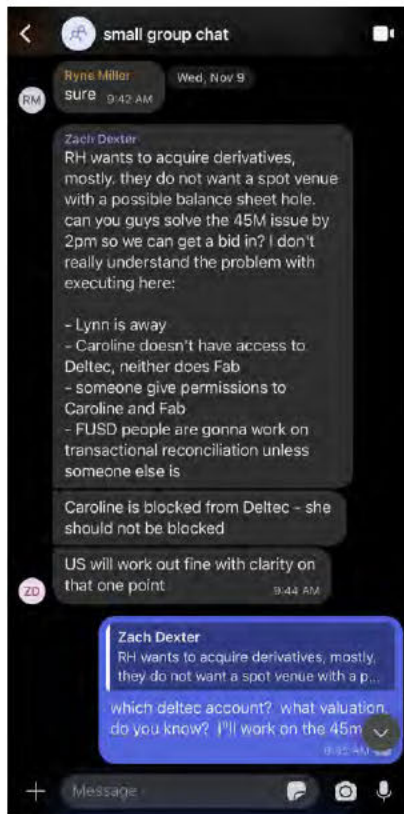 small group chat
Ryne Miller
Wed, Nov 9
sure 9:42 AM
RM
Zach Dexter
RH wants to acquire derivatives,
mostly. they do not want a spot venue
with a possible balance sheet hole.
can you guys solve the 45M issue by
2pm so we can get a bid in? I don't
really understand the problem with
executing here:
- Lynn is away
- Caroline doesn't have access to
Deltec, neither does Fab
- someone give permissions to
Caroline and Fab
- FUSD people are gonna work on
transactional reconciliation unless
someone else is
Caroline is blocked from Deltec - she
should not be blocked
US will work out fine with clarity on
that one point 9:44 AM
ZD
Zach Dexter
RH wants to acquire derivatives, mostly.
they do not want a spot venue with a p...
which deltec account? what valuation,
do you know? I"ll work on the 45m
Message